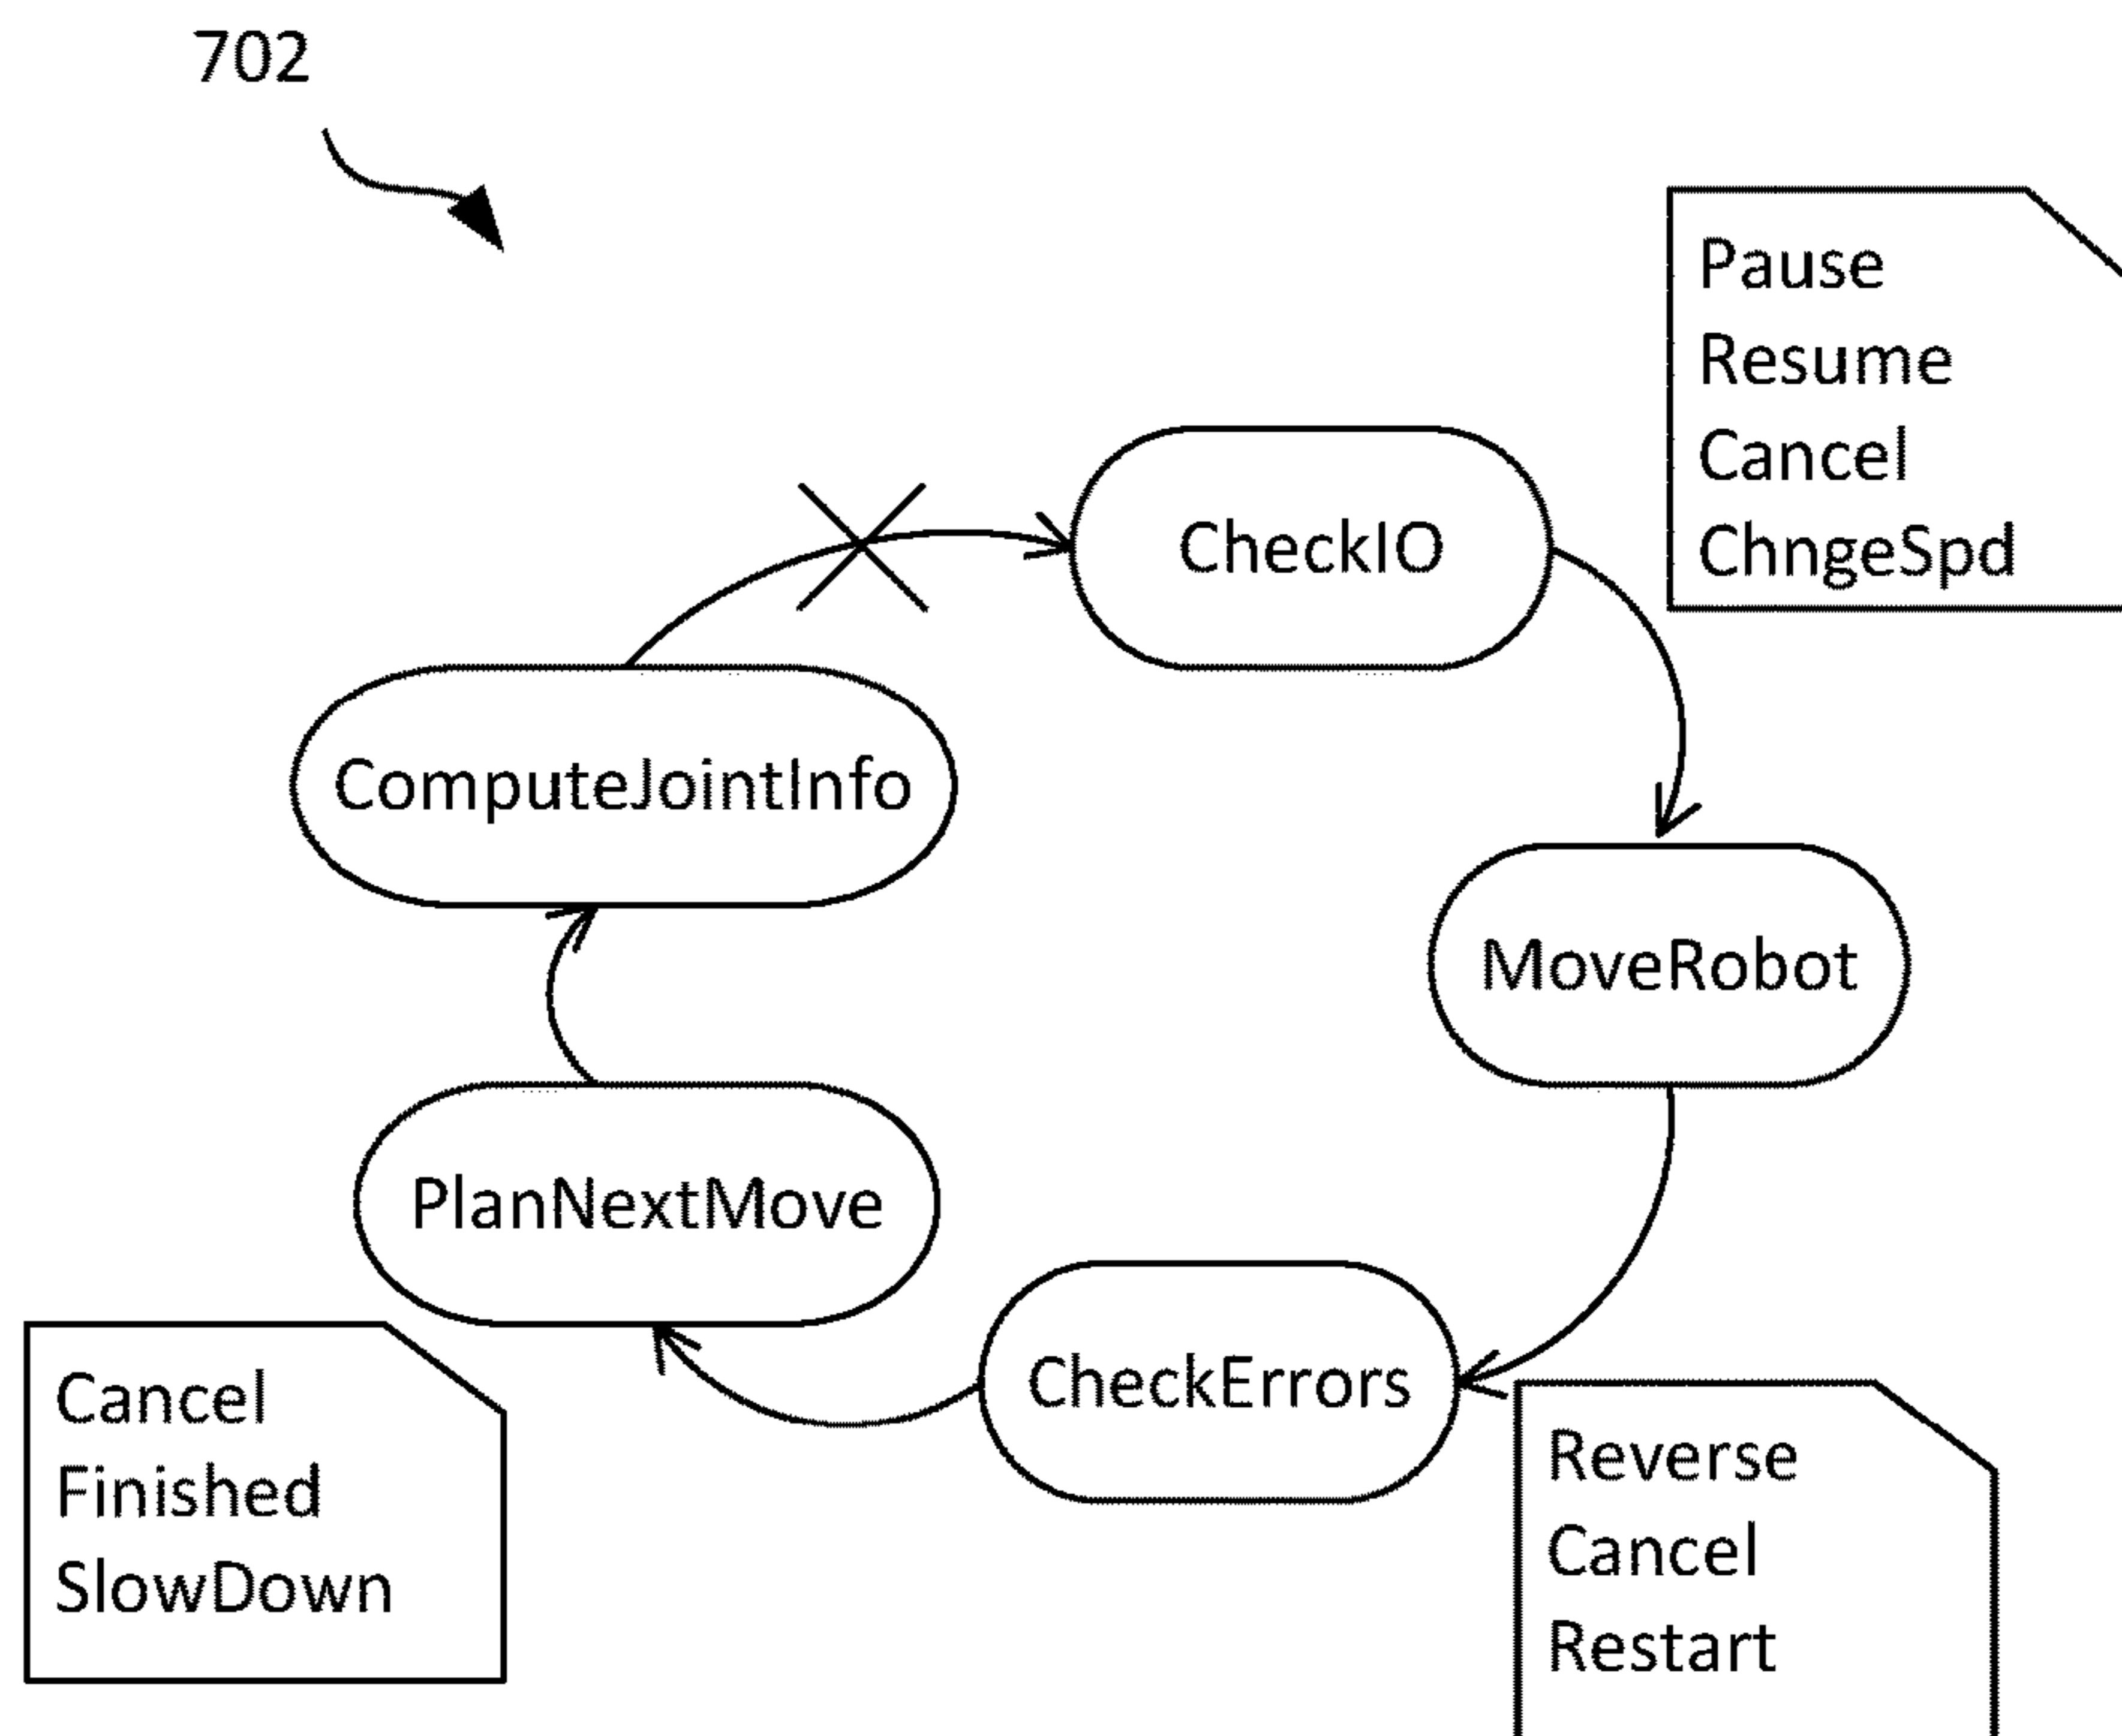 702
Pause
Resume
Cancel
ChngeSpd
CheckIO
ComputeJointInfo
MoveRobot
PlanNextMove
CheckErrors
Cancel
Finished
SlowDown
Reverse
Cancel
Restart